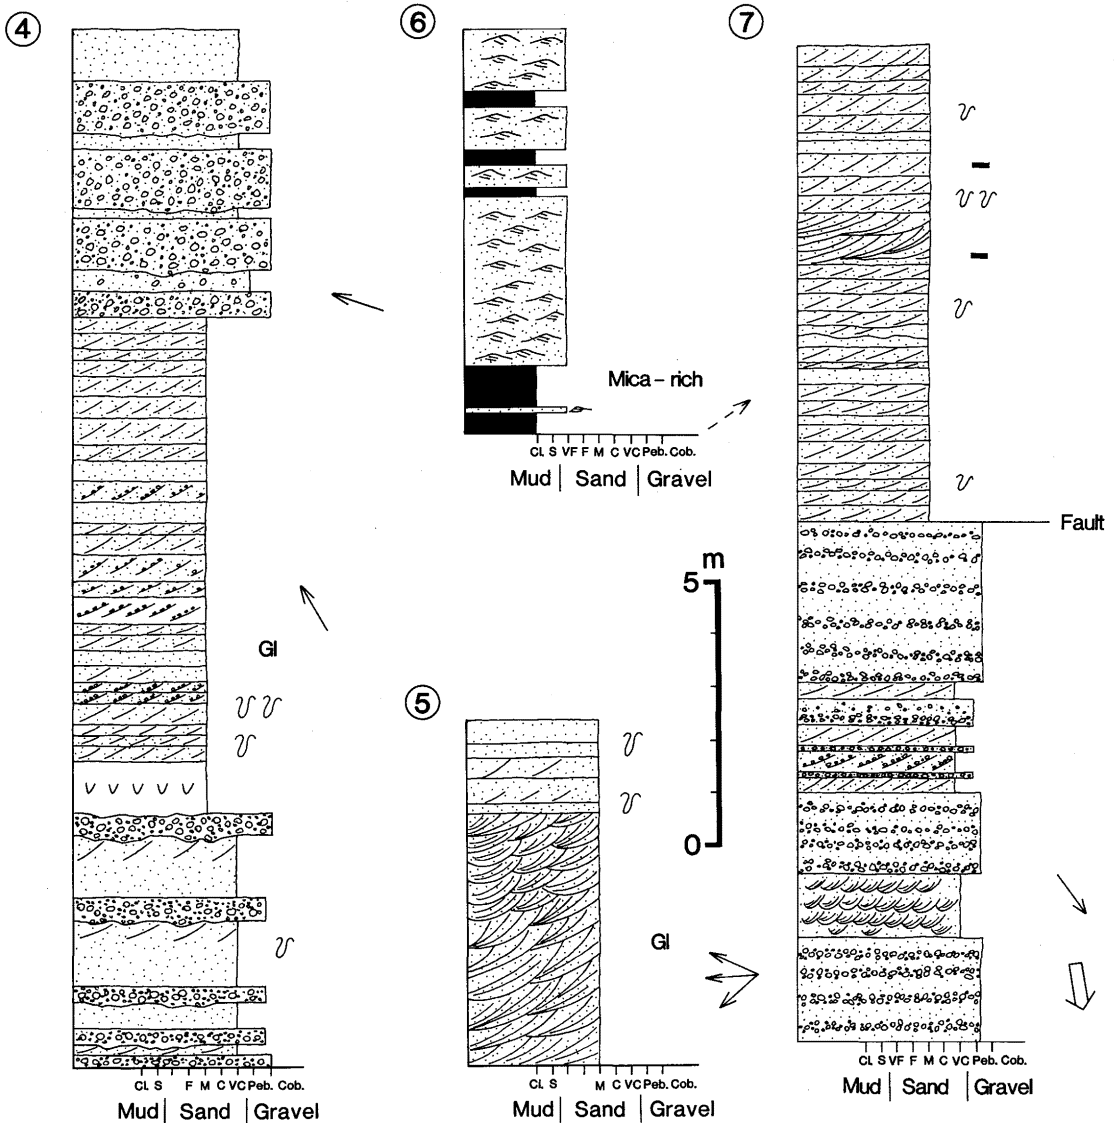 4
Gl
Cl. S F M C VC Peb. Cob.
Mud | Sand | Gravel
6
Mica – rich
Cl. S VF F M C VC Peb. Cob.
Mud | Sand | Gravel
m
5
0
5
Gl
Cl. S M C VC Peb. Cob.
Mud | Sand | Gravel
7
Fault
Cl. S VF F M C VC Peb. Cob.
Mud | Sand | Gravel